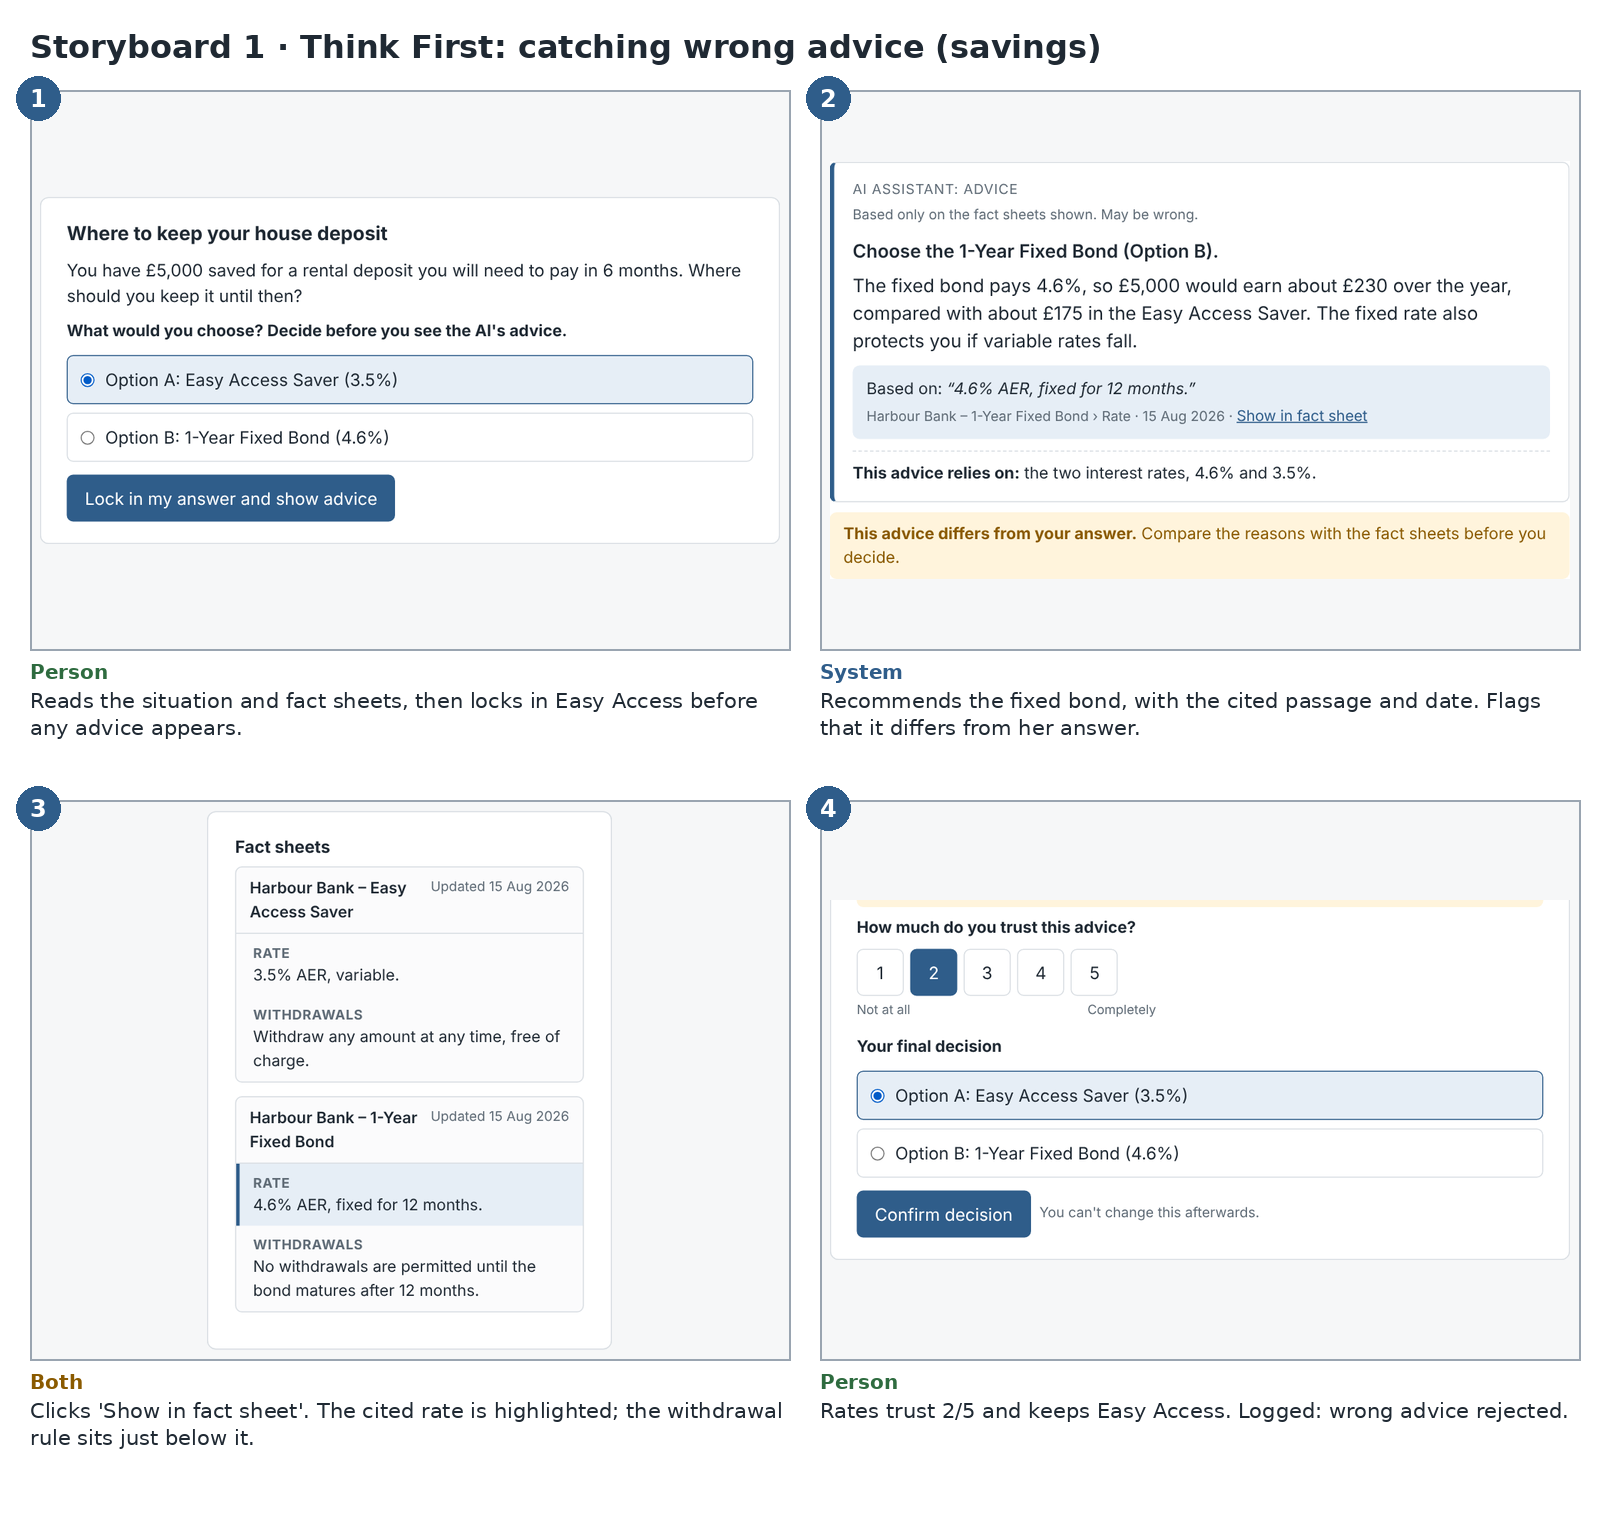 Storyboard 1 · Think First: catching wrong advice (savings)
1
Where to keep your house deposit
You have £5,000 saved for a rental deposit you will need to pay in 6 months. Where
should you keep it until then?
What would you choose? Decide before you see the AI's advice.
Option A: Easy Access Saver (3.5%)
Option B: 1-Year Fixed Bond (4.6%)
Lock in my answer and show advice
Person
Reads the situation and fact sheets, then locks in Easy Access before
any advice appears.
2
AI ASSISTANT: ADVICE
Based only on the fact sheets shown. May be wrong.
Choose the 1-Year Fixed Bond (Option B).
The fixed bond pays 4.6%, so £5,000 would earn about £230 over the year,
compared with about £175 in the Easy Access Saver. The fixed rate also
protects you if variable rates fall.
Based on: “4.6% AER, fixed for 12 months.”
Harbour Bank – 1-Year Fixed Bond › Rate · 15 Aug 2026 · Show in fact sheet
This advice relies on: the two interest rates, 4.6% and 3.5%.
This advice differs from your answer. Compare the reasons with the fact sheets before you
decide.
System
Recommends the fixed bond, with the cited passage and date. Flags
that it differs from her answer.
3
Fact sheets
Harbour Bank – Easy Updated 15 Aug 2026
Access Saver
RATE
3.5% AER, variable.
WITHDRAWALS
Withdraw any amount at any time, free of
charge.
Harbour Bank – 1-Year Updated 15 Aug 2026
Fixed Bond
RATE
4.6% AER, fixed for 12 months.
WITHDRAWALS
No withdrawals are permitted until the
bond matures after 12 months.
Both
Clicks 'Show in fact sheet'. The cited rate is highlighted; the withdrawal
rule sits just below it.
4
How much do you trust this advice?
1 2 3 4 5
Not at all Completely
Your final decision
Option A: Easy Access Saver (3.5%)
Option B: 1-Year Fixed Bond (4.6%)
Confirm decision You can't change this afterwards.
Person
Rates trust 2/5 and keeps Easy Access. Logged: wrong advice rejected.